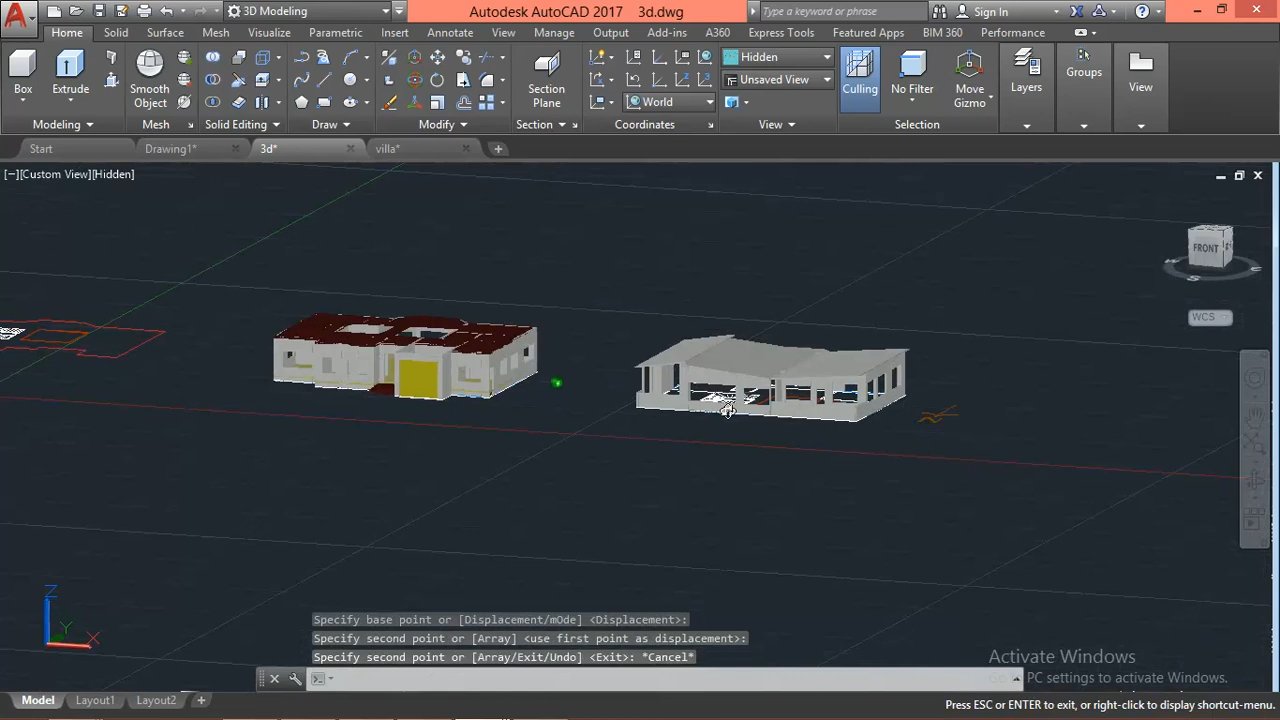 3D Modeling
Autodesk AutoCAD 2017 3d.dwg
Type a keyword or phrase
Sign In
Home Solid Surface Mesh Visualize Parametric Insert Annotate View Manage Output Add-ins A360 Express Tools Featured Apps BIM 360 Performance
Box
Extrude
Smooth
Object
Section
Plane
World
Hidden
Unsaved View
Culling
No Filter
Move
Gizmo
Layers
Groups
View
Modeling Mesh Solid Editing Draw Modify Section Coordinates View Selection
Start Drawing1* 3d* villa*
[−][Custom View][Hidden]
FRONT
W
S
WCS
Z
Y
X
Specify base point or [Displacement/mOde] <Displacement>:
Specify second point or [Array] <use first point as displacement>:
Specify second point or [Array/Exit/Undo] <Exit>: *Cancel*
Activate Windows
PC settings to activate Windows.
Model Layout1 Layout2
Press ESC or ENTER to exit, or right-click to display shortcut-menu.